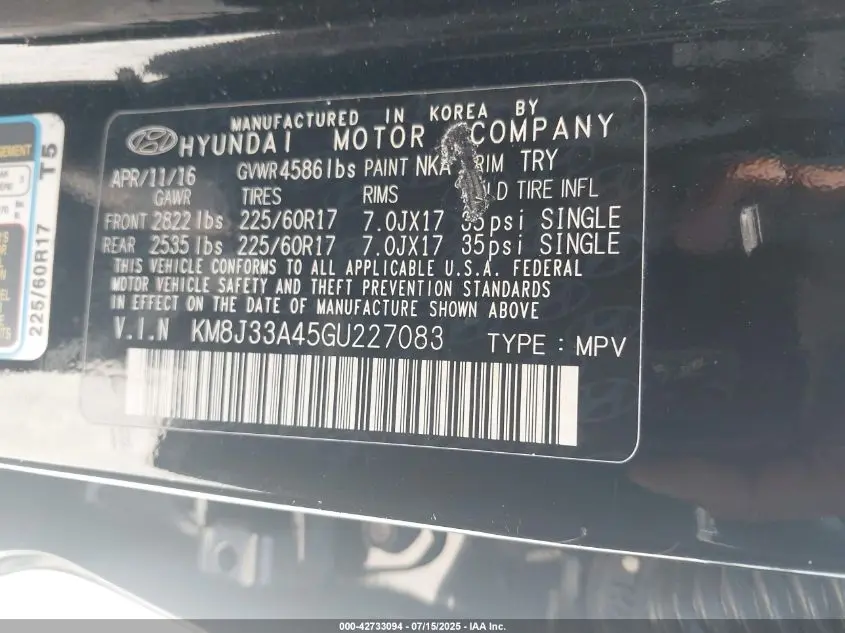 MANUFACTURED IN KOREA BY
HYUNDAI MOTOR COMPANY
APR/11/16 GVWR 4586 lbs PAINT NKA TRIM TRY
GAWR TIRES RIMS COLD TIRE INFL
FRONT 2822 lbs 225/60R17 7.0JX17 35psi SINGLE
REAR 2535 lbs 225/60R17 7.0JX17 35psi SINGLE
THIS VEHICLE CONFORMS TO ALL APPLICABLE U.S.A. FEDERAL
MOTOR VEHICLE SAFETY AND THEFT PREVENTION STANDARDS
IN EFFECT ON THE DATE OF MANUFACTURE SHOWN ABOVE
V.I.N KM8J33A45GU227083 TYPE : MPV
225/60R17 T5
000-42733094 - 07/15/2025 - IAA Inc.